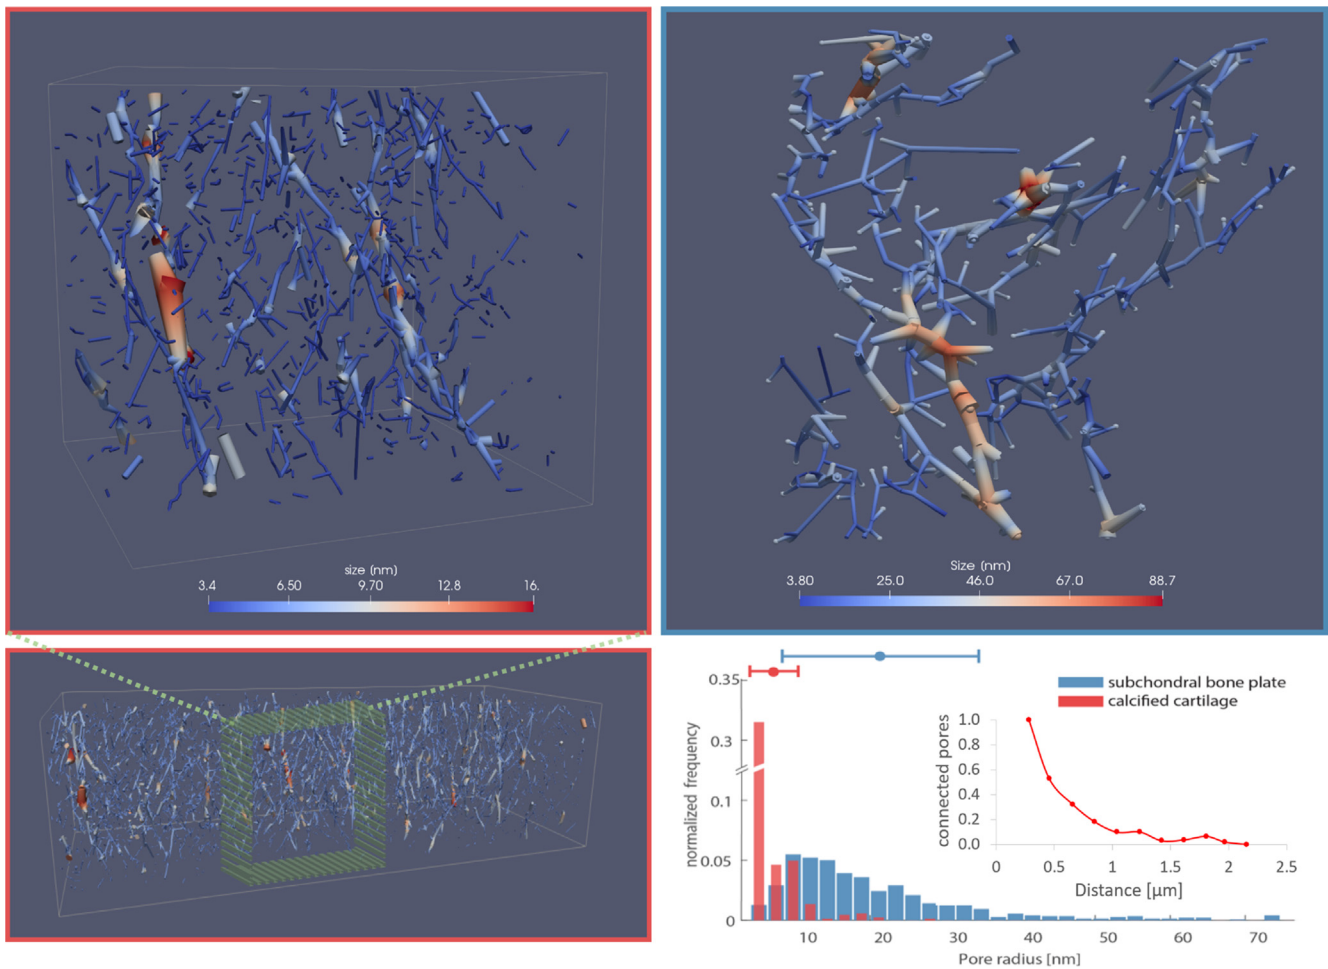 size (nm)
3.4 6.50 9.70 12.8 16.
Size (nm)
3.80 25.0 46.0 67.0 88.7
0.35
0.3
0.1
0.05
0
normalized frequency
10 20 30 40 50 60 70
Pore radius [nm]
subchondral bone plate
calcified cartilage
1.0
0.8
0.6
0.4
0.2
0.0
connected pores
0 0.5 1 1.5 2 2.5
Distance [µm]